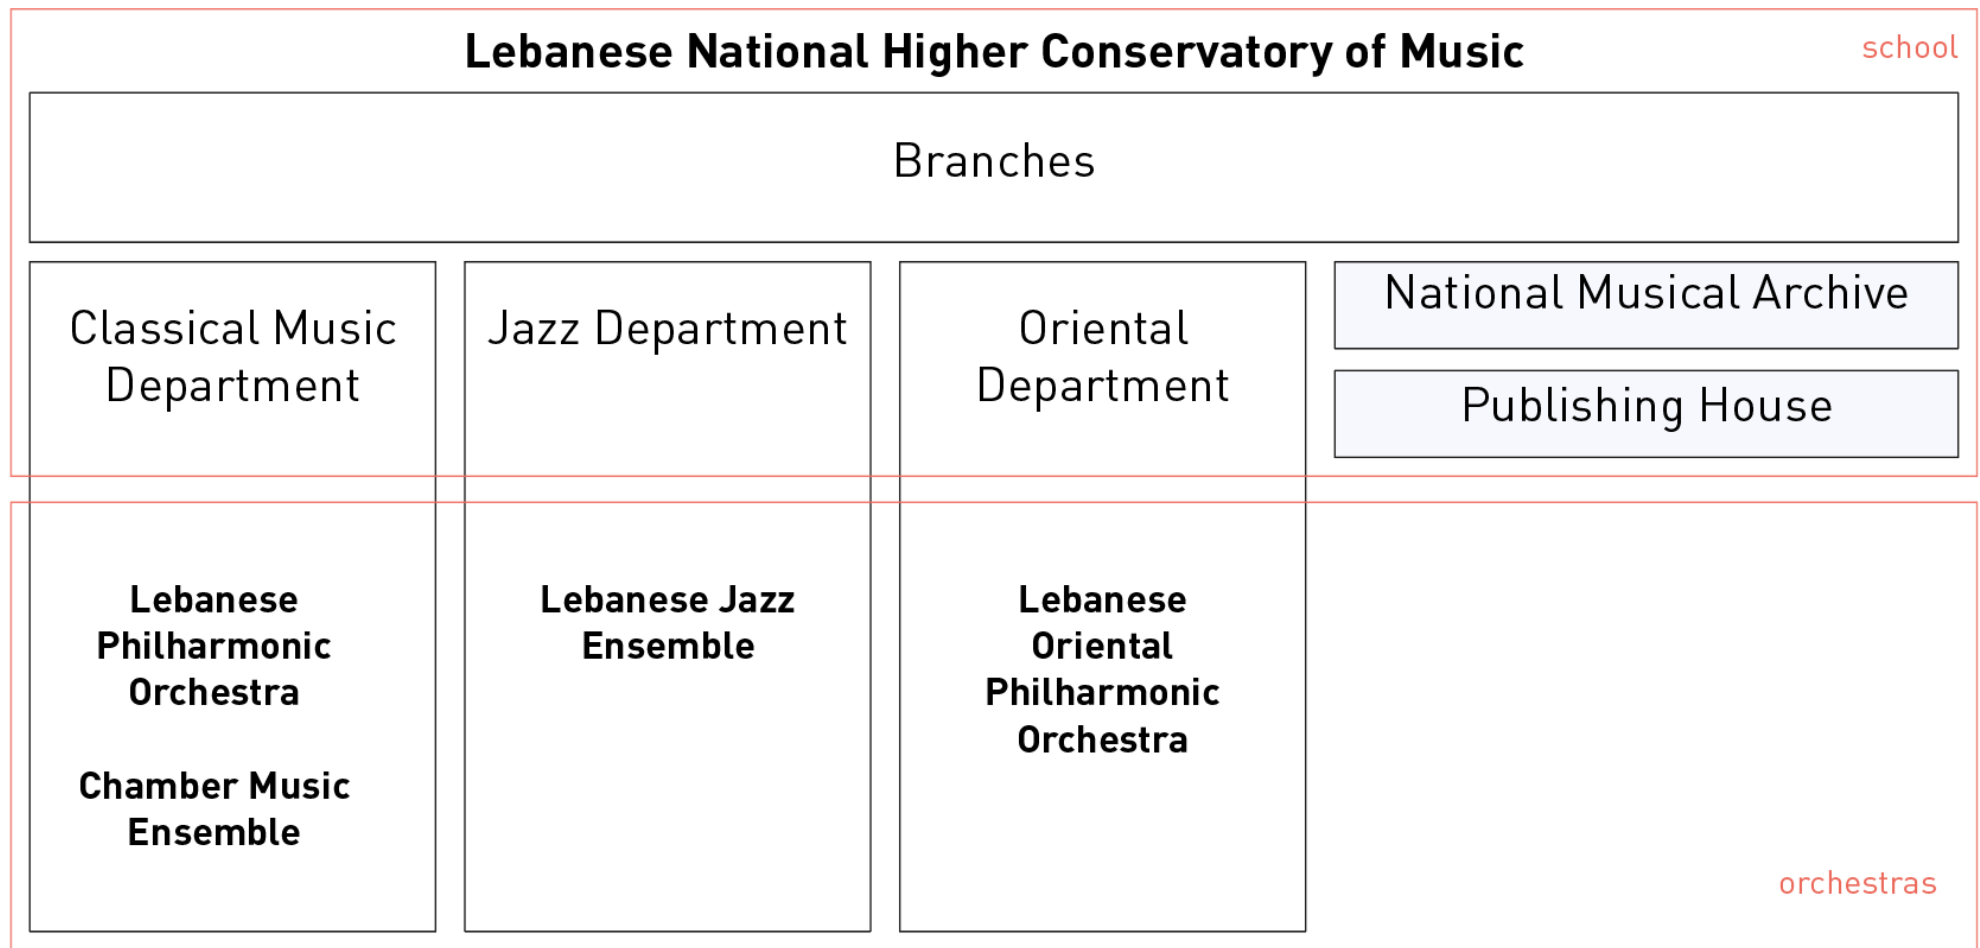 Lebanese National Higher Conservatory of Music
school
Branches
Classical Music
Department
Jazz Department
Oriental
Department
National Musical Archive
Publishing House
Lebanese
Philharmonic
Orchestra
Chamber Music
Ensemble
Lebanese Jazz
Ensemble
Lebanese
Oriental
Philharmonic
Orchestra
orchestras